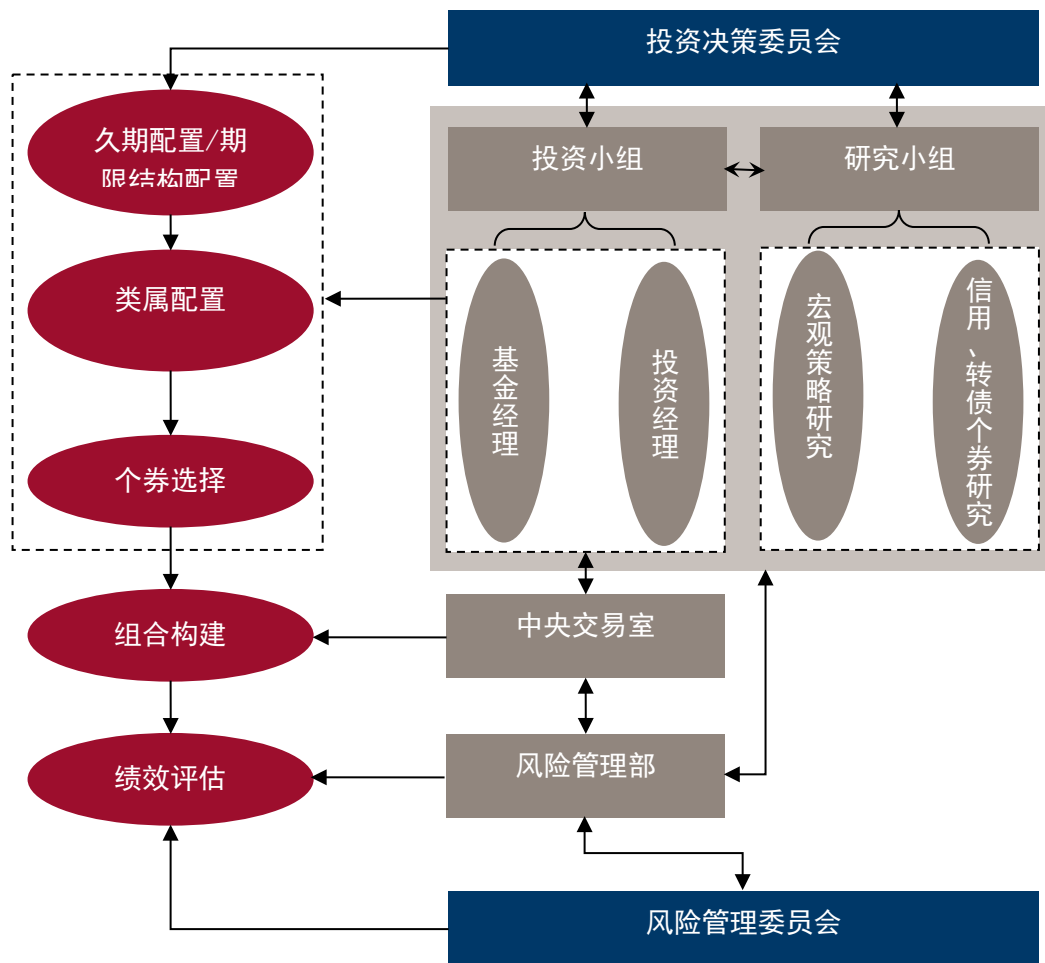 投资决策委员会
久期配置/期
限结构配置
类属配置
个券选择
组合构建
绩效评估
投资小组
研究小组
基金经理
投资经理
宏观策略研究
信用、转债个券研究
中央交易室
风险管理部
风险管理委员会